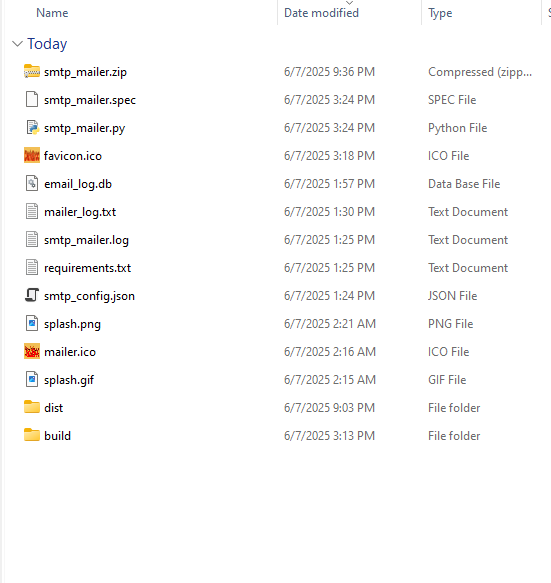 Name Date modified Type
Today
smtp_mailer.zip 6/7/2025 9:36 PM Compressed (zipp...
smtp_mailer.spec 6/7/2025 3:24 PM SPEC File
smtp_mailer.py 6/7/2025 3:24 PM Python File
favicon.ico 6/7/2025 3:18 PM ICO File
email_log.db 6/7/2025 1:57 PM Data Base File
mailer_log.txt 6/7/2025 1:30 PM Text Document
smtp_mailer.log 6/7/2025 1:25 PM Text Document
requirements.txt 6/7/2025 1:25 PM Text Document
smtp_config.json 6/7/2025 1:24 PM JSON File
splash.png 6/7/2025 2:21 AM PNG File
mailer.ico 6/7/2025 2:16 AM ICO File
splash.gif 6/7/2025 2:15 AM GIF File
dist 6/7/2025 9:03 PM File folder
build 6/7/2025 3:13 PM File folder